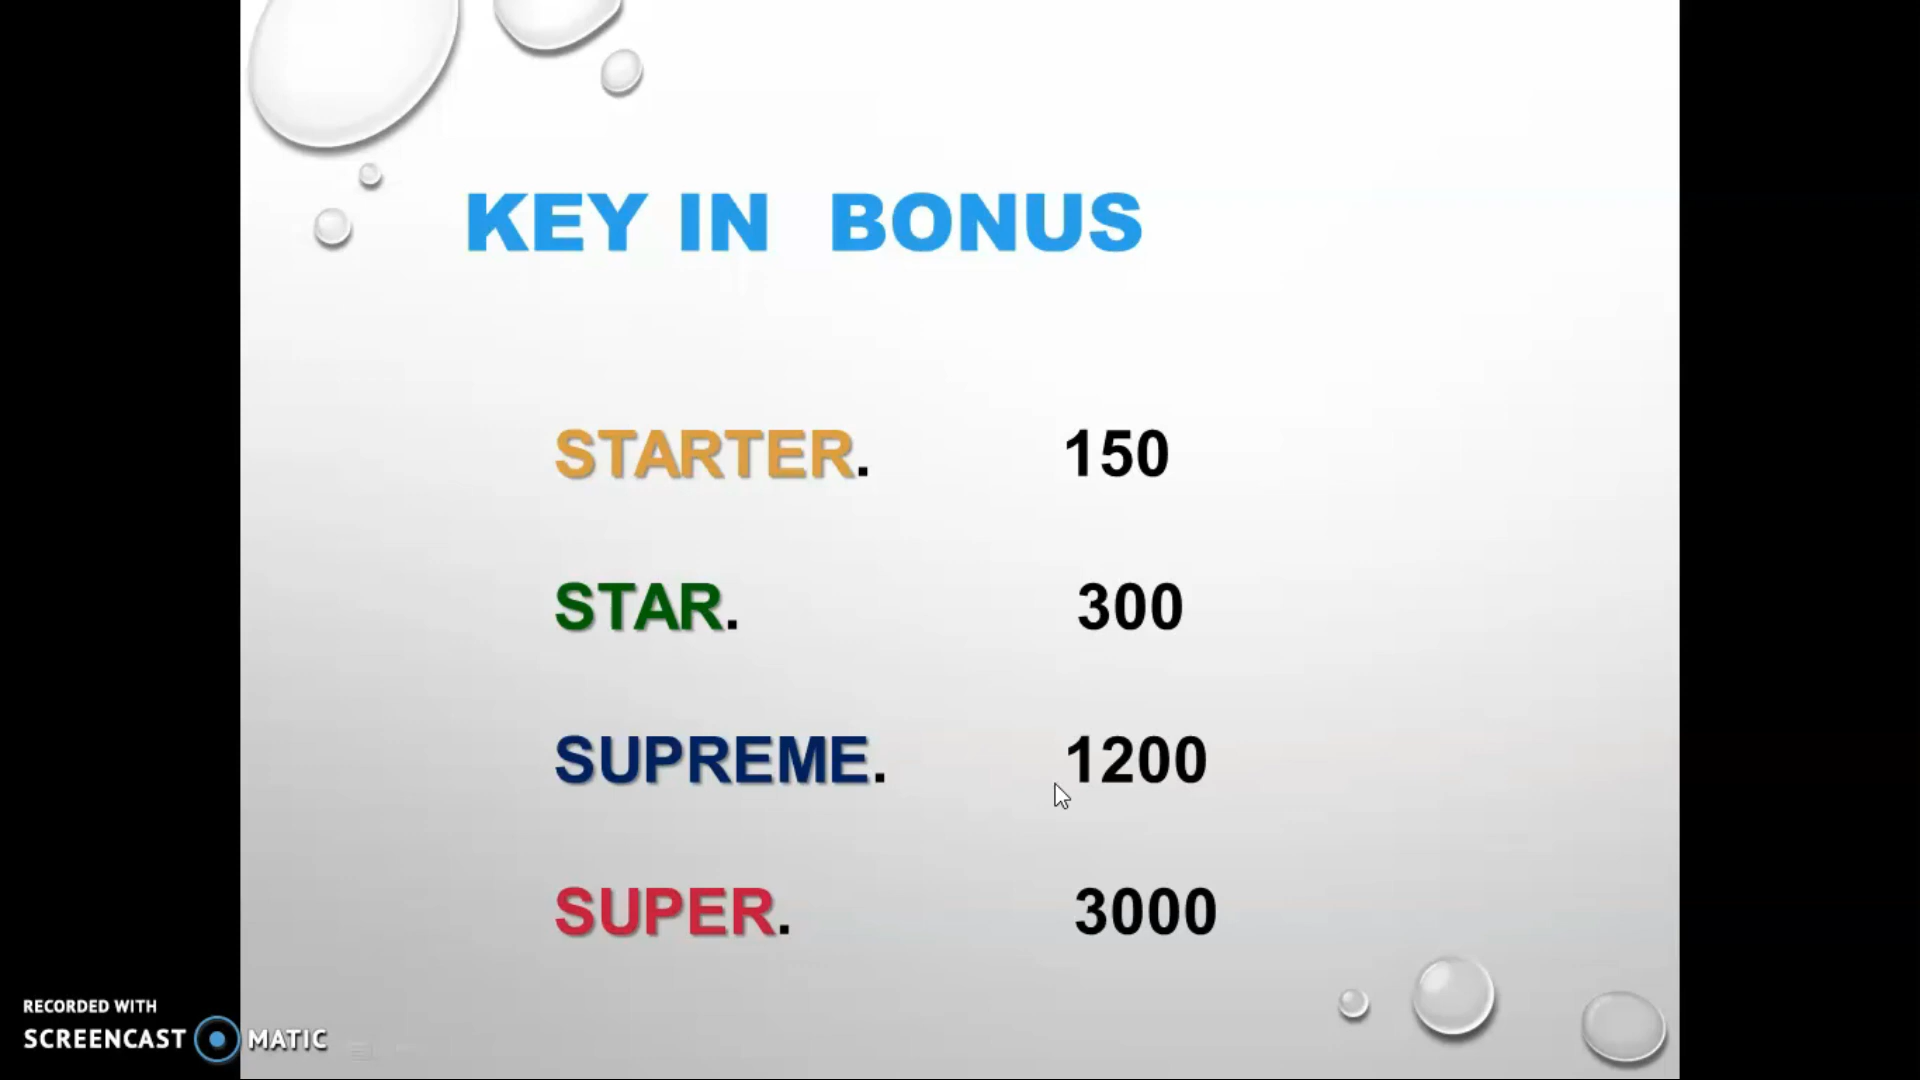 KEY IN BONUS
STARTER. 150
STAR. 300
SUPREME. 1200
SUPER. 3000
RECORDED WITH
SCREENCAST MATIC